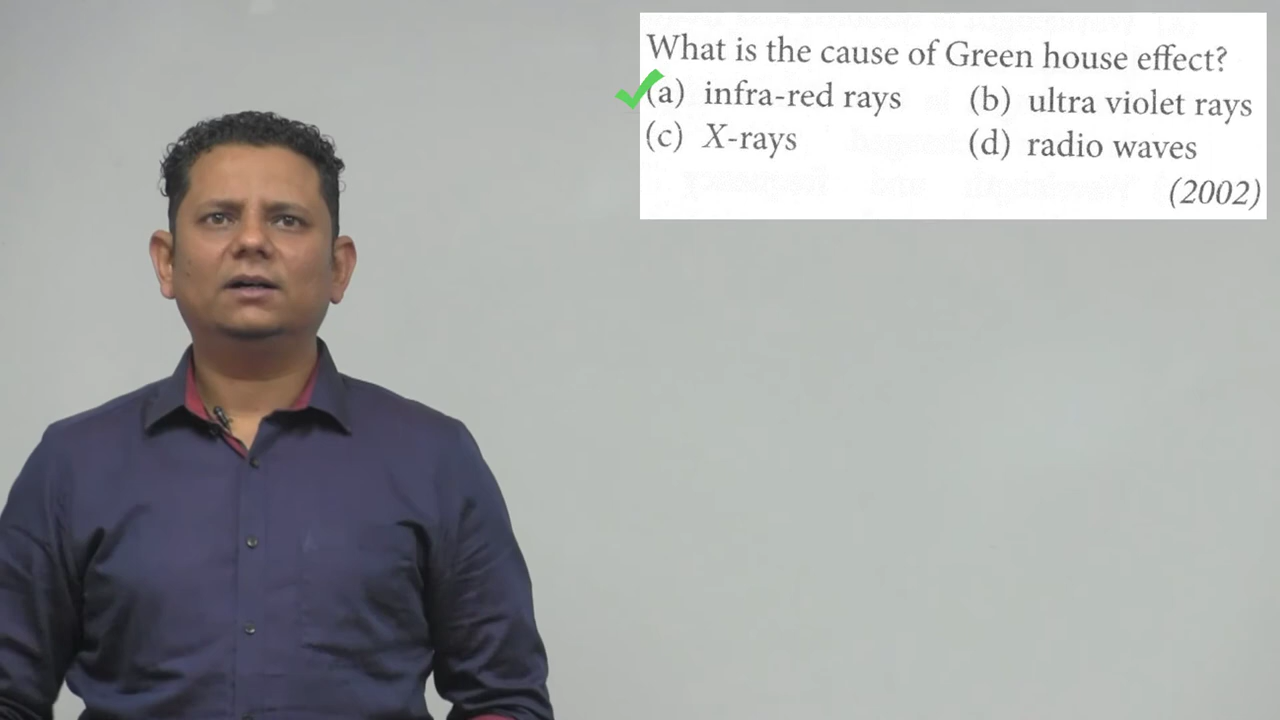 What is the cause of Green house effect?
(a) infra-red rays (b) ultra violet rays
(c) X-rays (d) radio waves
(2002)